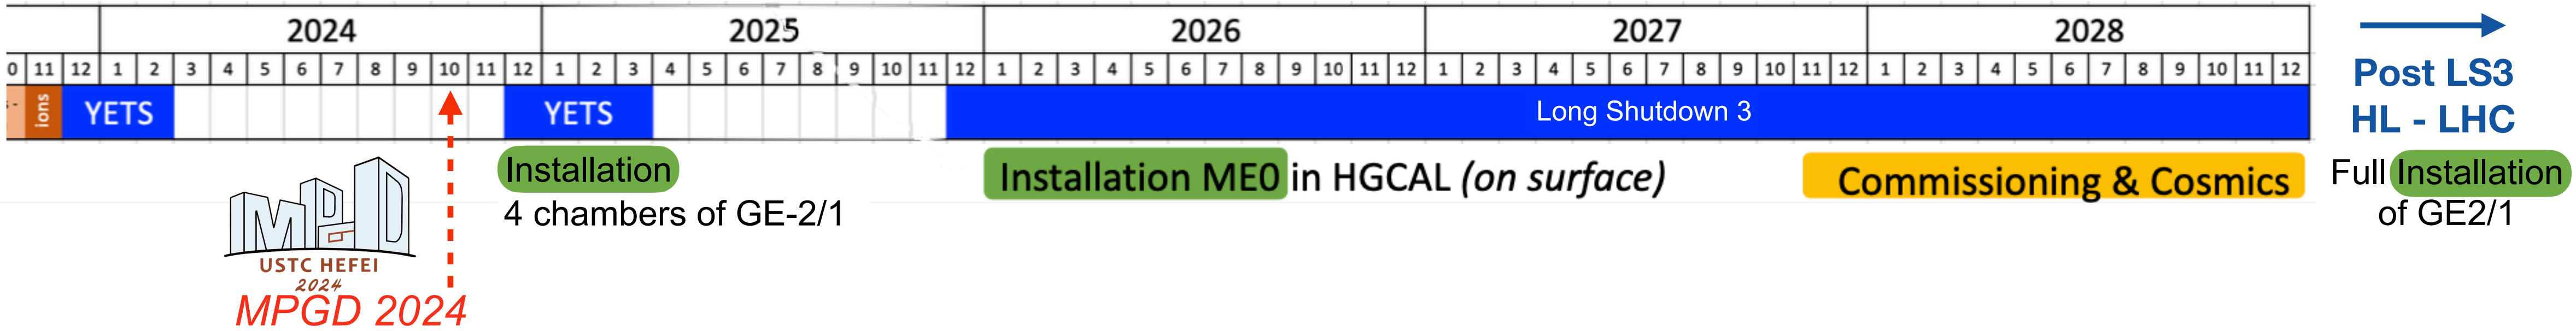 2024 2025 2026 2027 2028
0 11 12 1 2 3 4 5 6 7 8 9 10 11 12 1 2 3 4 5 6 7 8 9 10 11 12 1 2 3 4 5 6 7 8 9 10 11 12 1 2 3 4 5 6 7 8 9 10 11 12 1 2 3 4 5 6 7 8 9 10 11 12
ions YETS YETS Long Shutdown 3
Post LS3
HL - LHC
Installation
4 chambers of GE-2/1
Installation ME0 in HGCAL (on surface)
Commissioning & Cosmics
Full Installation
of GE2/1
MPGD
USTC HEFEI
2024
MPGD 2024